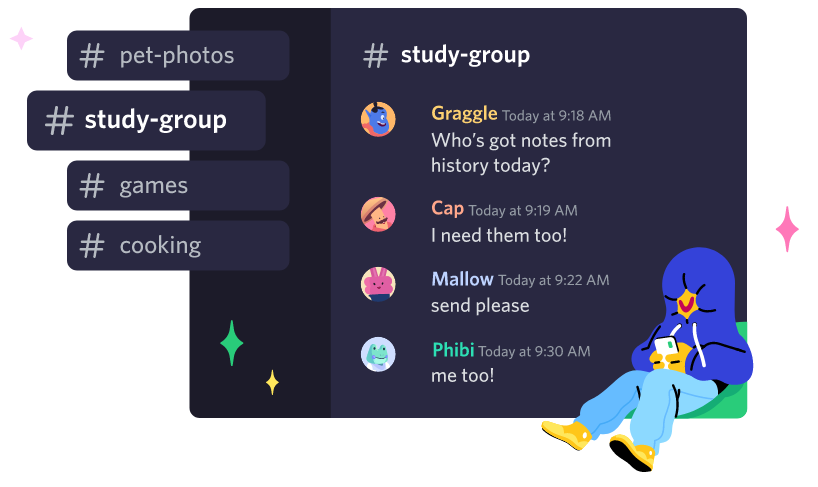 # pet-photos
# study-group
# games
# cooking
# study-group
Graggle Today at 9:18 AM
Who's got notes from
history today?
Cap Today at 9:19 AM
I need them too!
Mallow Today at 9:22 AM
send please
Phibi Today at 9:30 AM
me too!